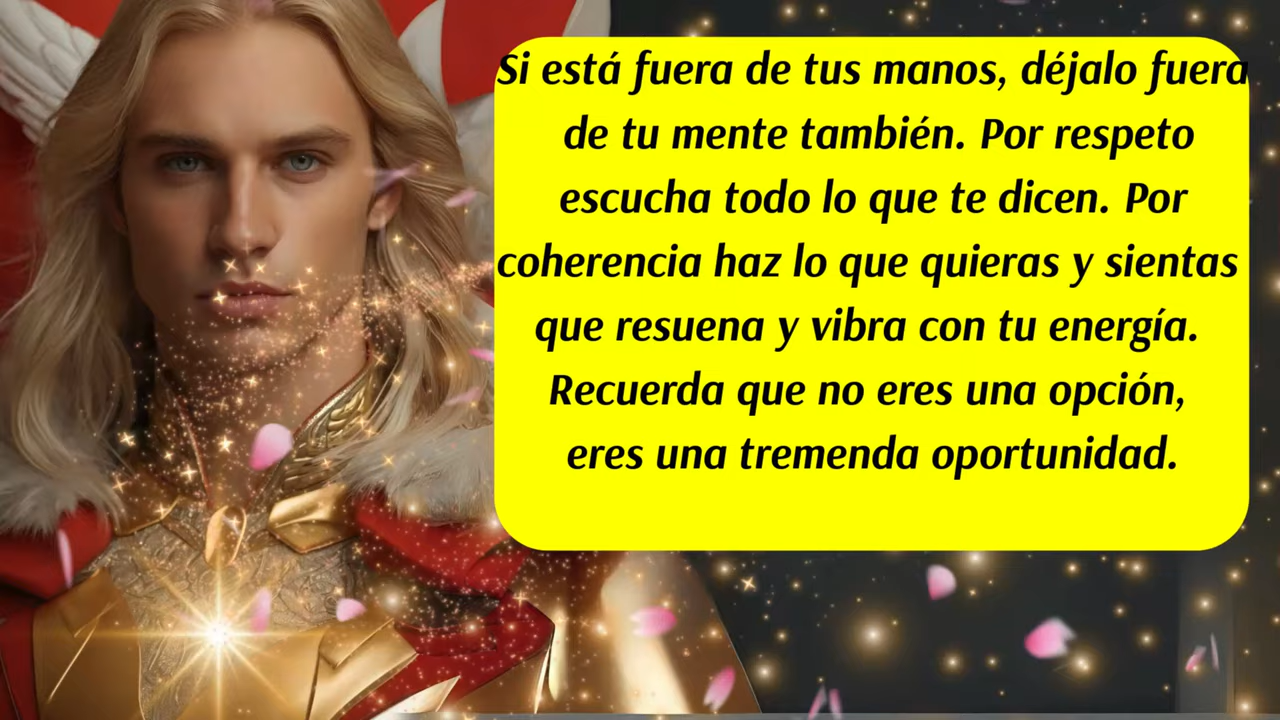 Si está fuera de tus manos, déjalo fuera
de tu mente también. Por respeto
escucha todo lo que te dicen. Por
coherencia haz lo que quieras y sientas
que resuena y vibra con tu energía.
Recuerda que no eres una opción,
eres una tremenda oportunidad.